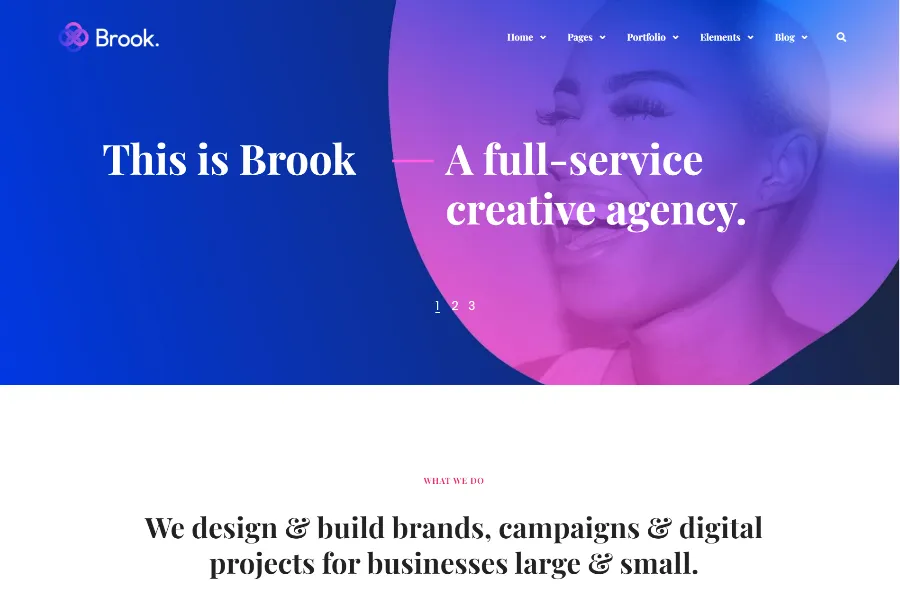 Brook.
Home Pages Portfolio Elements Blog
This is Brook
A full-service
creative agency.
1 2 3
WHAT WE DO
We design & build brands, campaigns & digital
projects for businesses large & small.